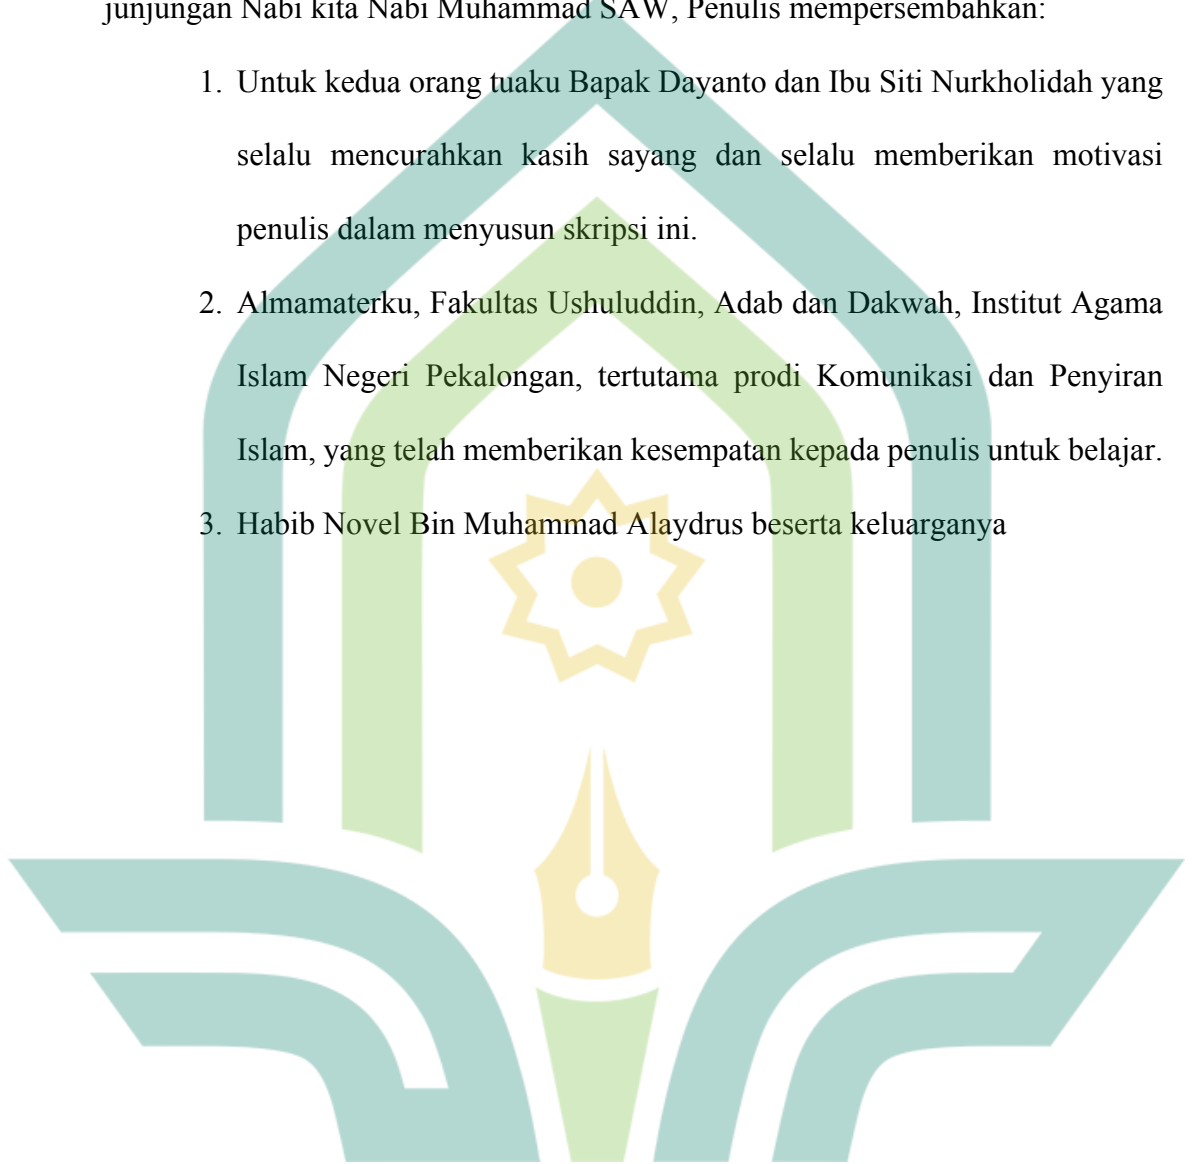 junjungan Nabi kita Nabi Muhammad SAW, Penulis mempersembahkan:
1. Untuk kedua orang tuaku Bapak Dayanto dan Ibu Siti Nurkholidah yang
selalu mencurahkan kasih sayang dan selalu memberikan motivasi
penulis dalam menyusun skripsi ini.
2. Almamaterku, Fakultas Ushuluddin, Adab dan Dakwah, Institut Agama
Islam Negeri Pekalongan, tertutama prodi Komunikasi dan Penyiran
Islam, yang telah memberikan kesempatan kepada penulis untuk belajar.
3. Habib Novel Bin Muhammad Alaydrus beserta keluarganya